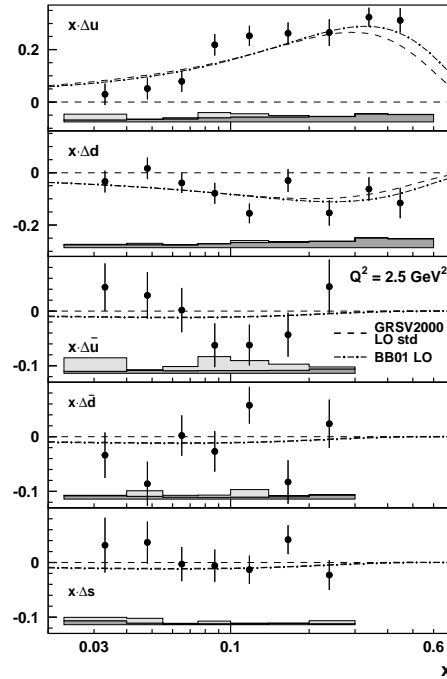 x·Δu
0.2
0
x·Δd
0
-0.2
Q² = 2.5 GeV²
0
GRSV2000
LO std
BB01 LO
x·Δū
-0.1
x·Δd̄
0
-0.1
0
x·Δs
-0.1
0.03
0.1
0.6
x